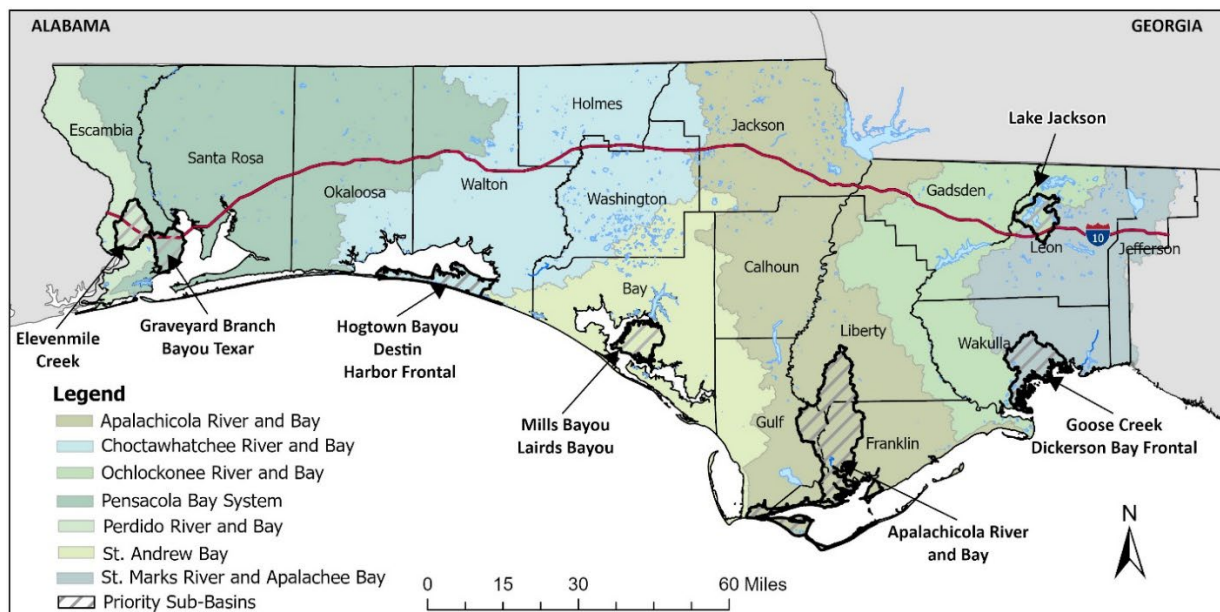 ALABAMA
GEORGIA
Holmes
Escambia
Jackson
Lake Jackson
Santa Rosa
Okaloosa
Walton
Washington
Gadsden
Leon
10
Jefferson
Calhoun
Bay
Liberty
Wakulla
Elevenmile
Creek
Graveyard Branch
Bayou Texar
Hogtown Bayou
Destin
Harbor Frontal
Mills Bayou
Lairds Bayou
Gulf
Franklin
Goose Creek
Dickerson Bay Frontal
Apalachicola River
and Bay
Legend
Apalachicola River and Bay
Choctawhatchee River and Bay
Ochlockonee River and Bay
Pensacola Bay System
Perdido River and Bay
St. Andrew Bay
St. Marks River and Apalachee Bay
Priority Sub-Basins
0 15 30 60 Miles
N